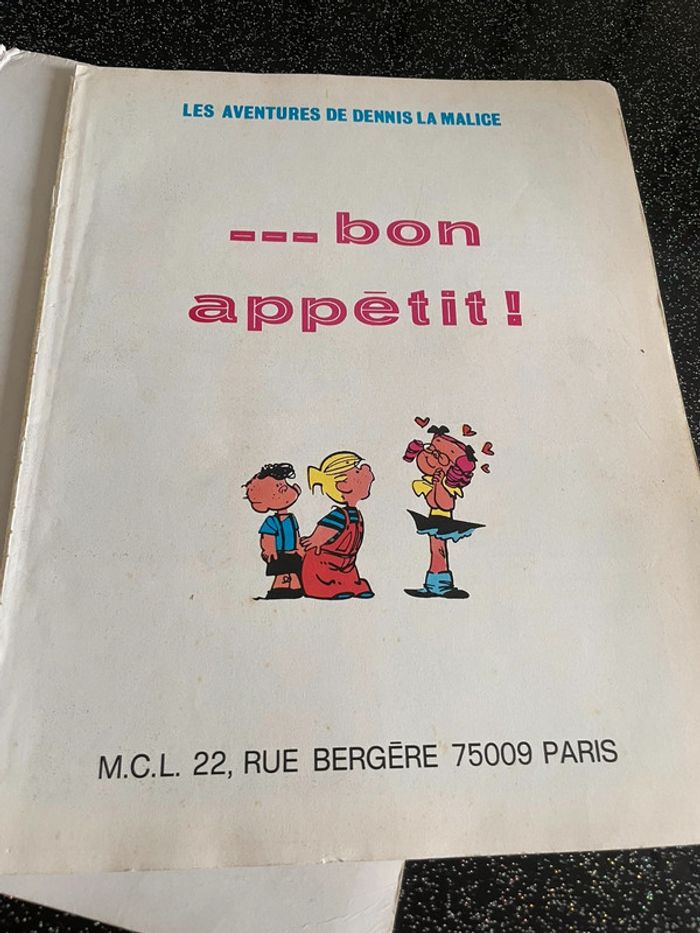 LES AVENTURES DE DENNIS LA MALICE
--- bon
appētit !
M.C.L. 22, RUE BERGĒRE 75009 PARIS